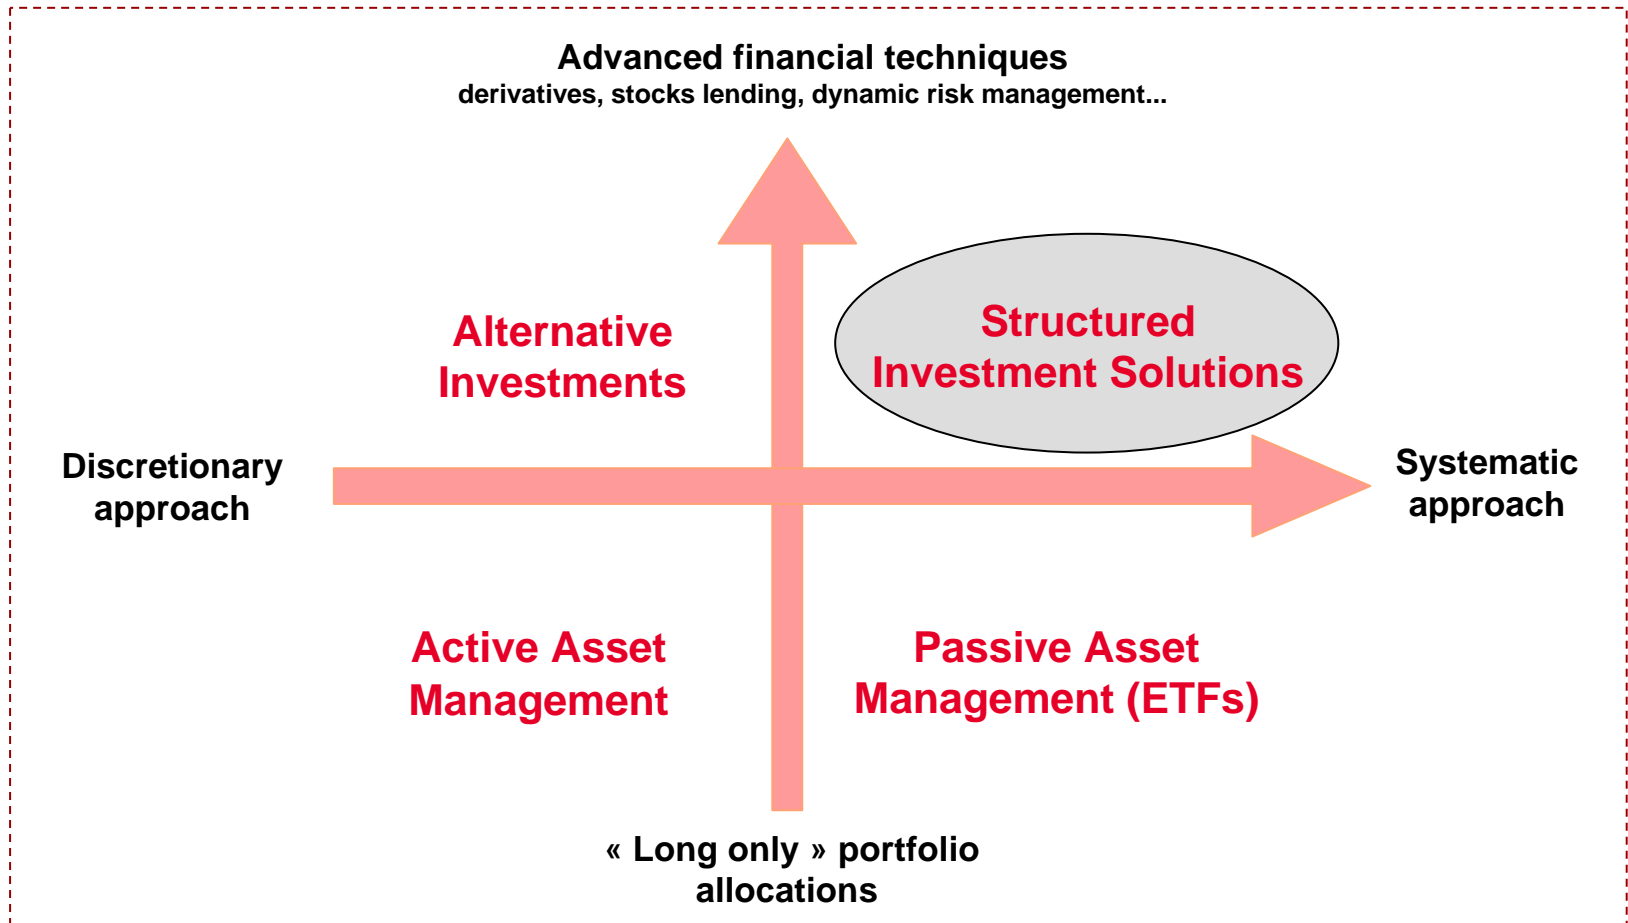 Advanced financial techniques
derivatives, stocks lending, dynamic risk management...
Alternative
Investments
Structured
Investment Solutions
Discretionary
approach
Systematic
approach
Active Asset
Management
Passive Asset
Management (ETFs)
« Long only » portfolio
allocations